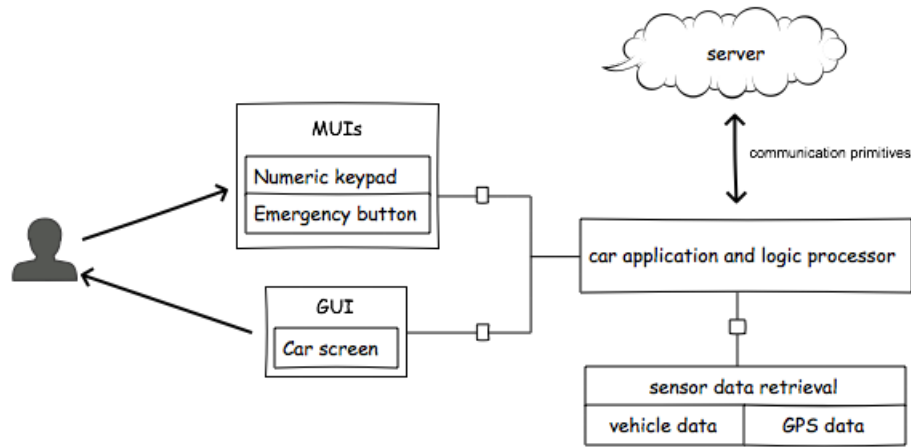 server
communication primitives
MUIs
Numeric keypad
Emergency button
car application and logic processor
GUI
Car screen
sensor data retrieval
vehicle data
GPS data